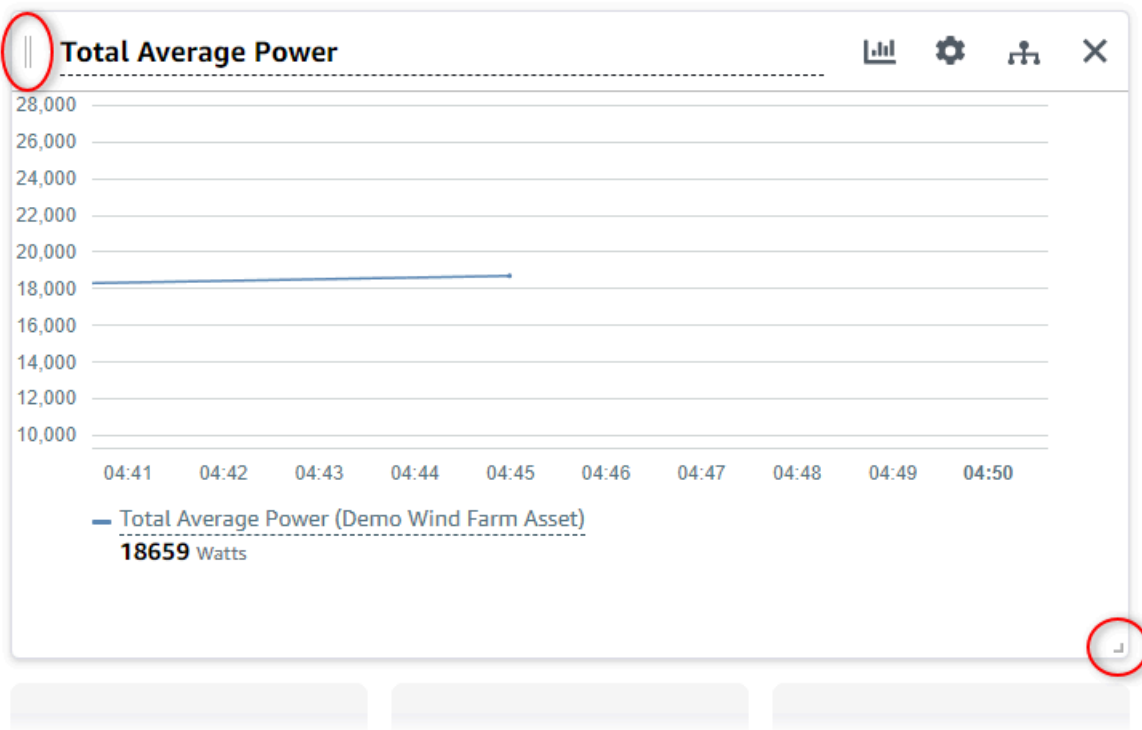 Total Average Power
28,000
26,000
24,000
22,000
20,000
18,000
16,000
14,000
12,000
10,000
04:41 04:42 04:43 04:44 04:45 04:46 04:47 04:48 04:49 04:50
Total Average Power (Demo Wind Farm Asset)
18659 Watts